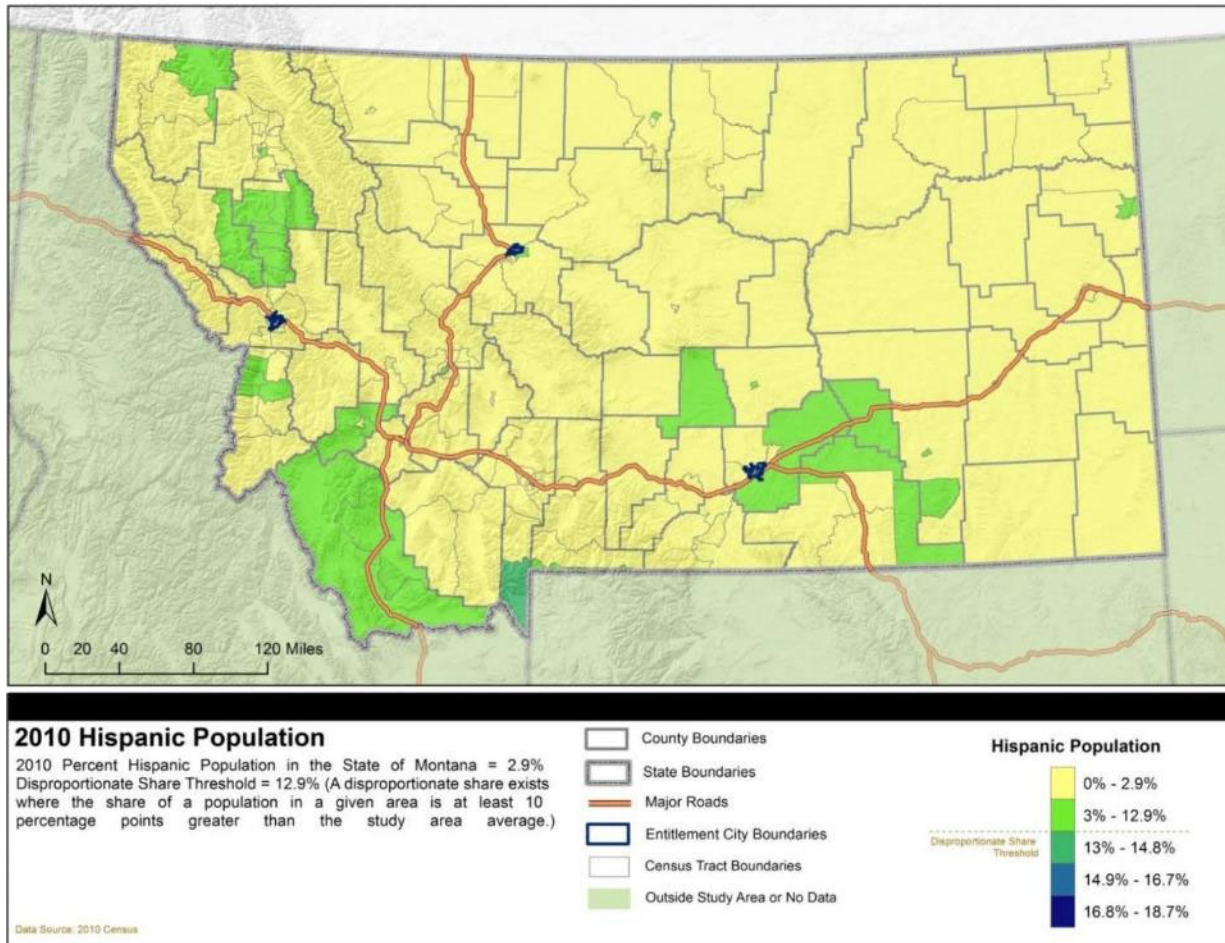 N
0 20 40 80 120 Miles
2010 Hispanic Population
2010 Percent Hispanic Population in the State of Montana = 2.9%
Disproportionate Share Threshold = 12.9% (A disproportionate share exists
where the share of a population in a given area is at least 10
percentage points greater than the study area average.)
Data Source: 2010 Census
County Boundaries
State Boundaries
Major Roads
Entitlement City Boundaries
Census Tract Boundaries
Outside Study Area or No Data
Hispanic Population
0% - 2.9%
3% - 12.9%
Disproportionate Share
Threshold
13% - 14.8%
14.9% - 16.7%
16.8% - 18.7%